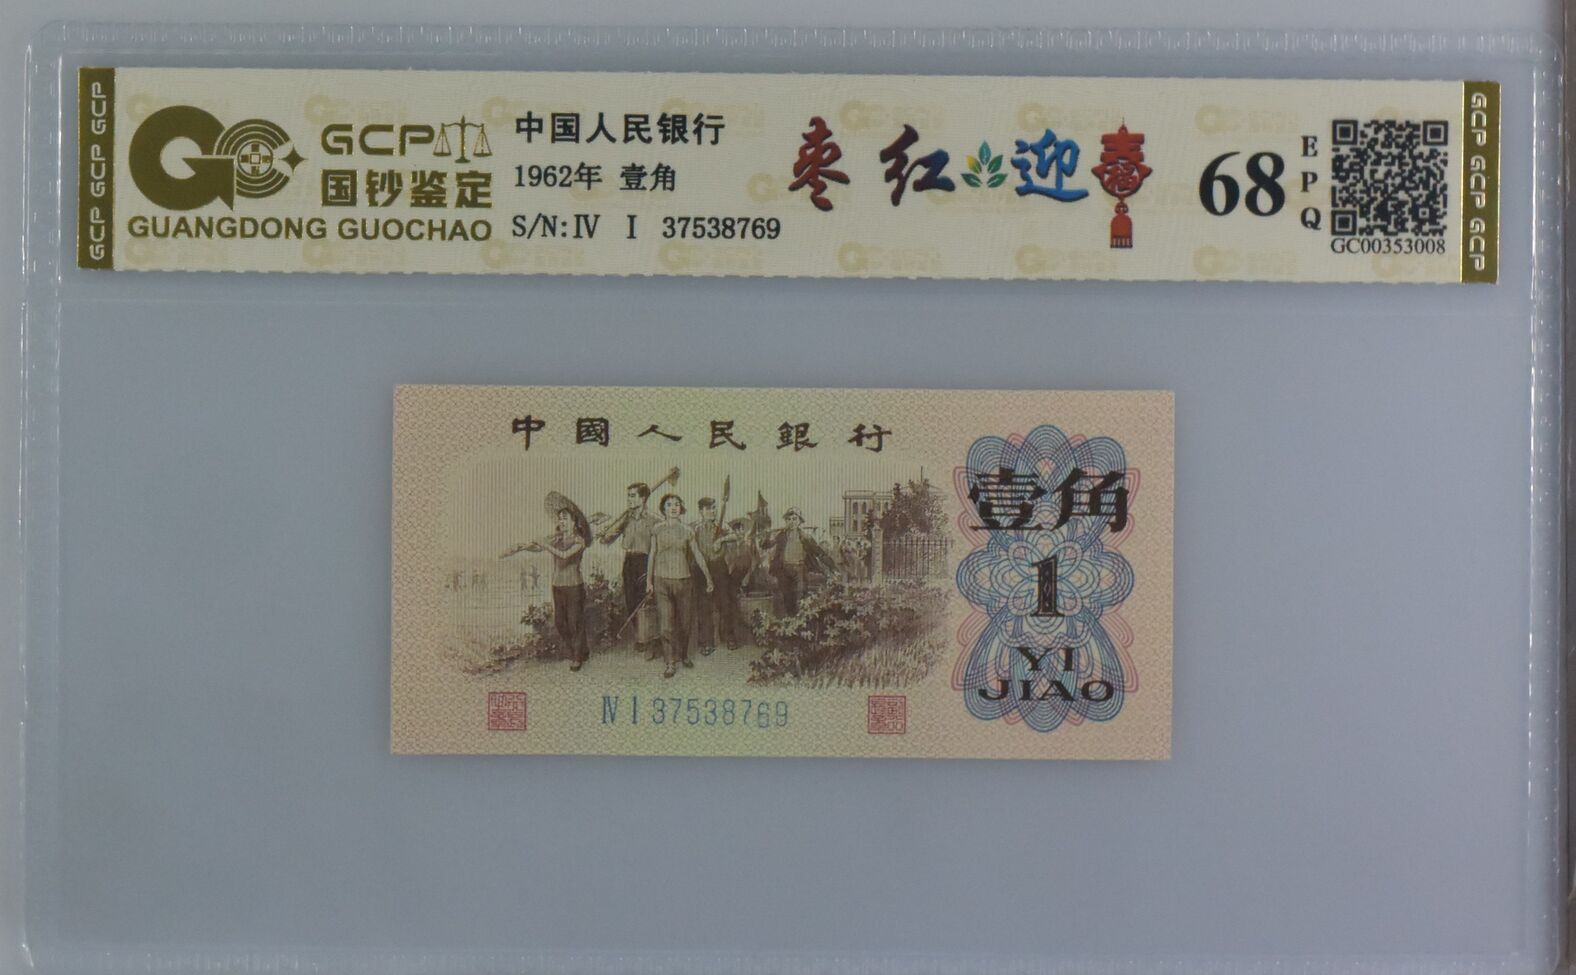 GCP GCP GCP
GCP
国钞鉴定
GUANGDONG GUOCHAO
中国人民银行
1962年 壹角
S/N:Ⅳ Ⅰ 37538769
枣红迎春
福
68
EPQ
GC00353008
GCP GCP GCP
中國人民銀行
壹角
1
YI
JIAO
Ⅳ Ⅰ 37538769